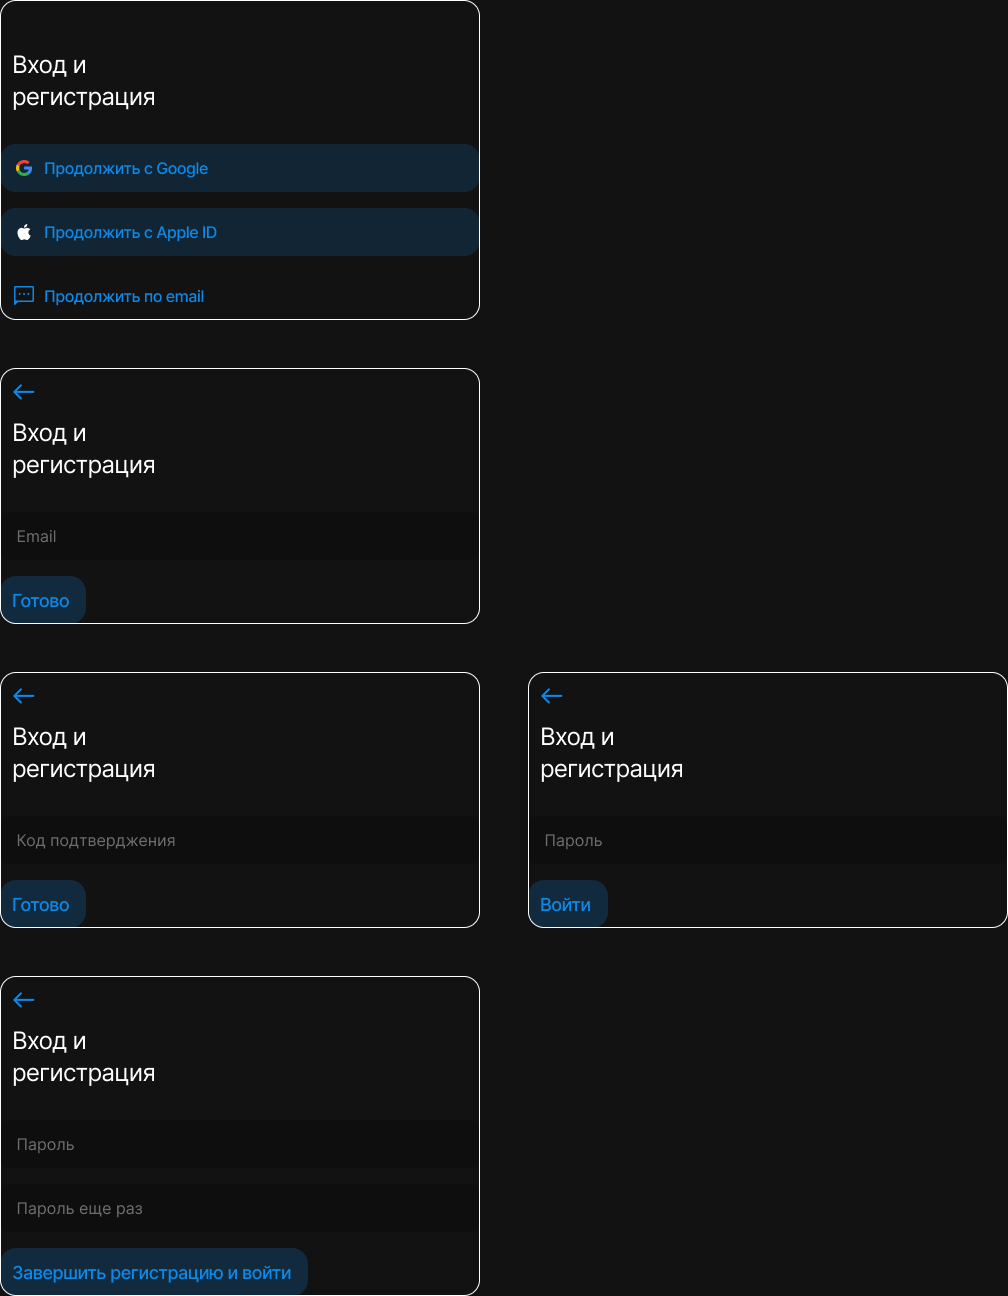 Вход и
регистрация
Продолжить с Google
Продолжить с Apple ID
Продолжить по email
Вход и
регистрация
Email
Готово
Вход и
регистрация
Код подтверджения
Готово
Вход и
регистрация
Пароль
Войти
Вход и
регистрация
Пароль
Пароль еще раз
Завершить регистрацию и войти